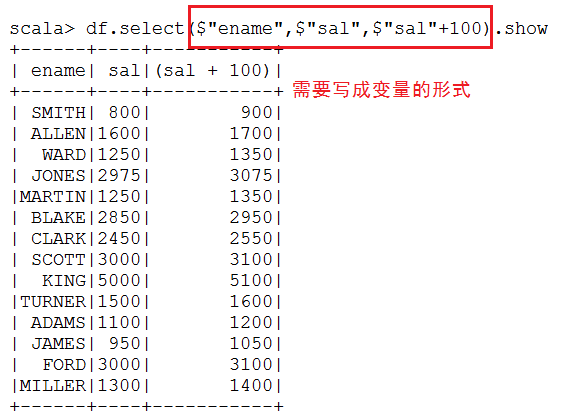 scala> df.select($"ename",$"sal",$"sal"+100).show
+------+----+-----------+
| ename| sal|(sal + 100)|
+------+----+-----------+
需要写成变量的形式
| SMITH| 800|        900|
| ALLEN|1600|       1700|
|  WARD|1250|       1350|
| JONES|2975|       3075|
|MARTIN|1250|       1350|
| BLAKE|2850|       2950|
| CLARK|2450|       2550|
| SCOTT|3000|       3100|
|  KING|5000|       5100|
|TURNER|1500|       1600|
| ADAMS|1100|       1200|
| JAMES| 950|       1050|
|  FORD|3000|       3100|
|MILLER|1300|       1400|
+------+----+-----------+